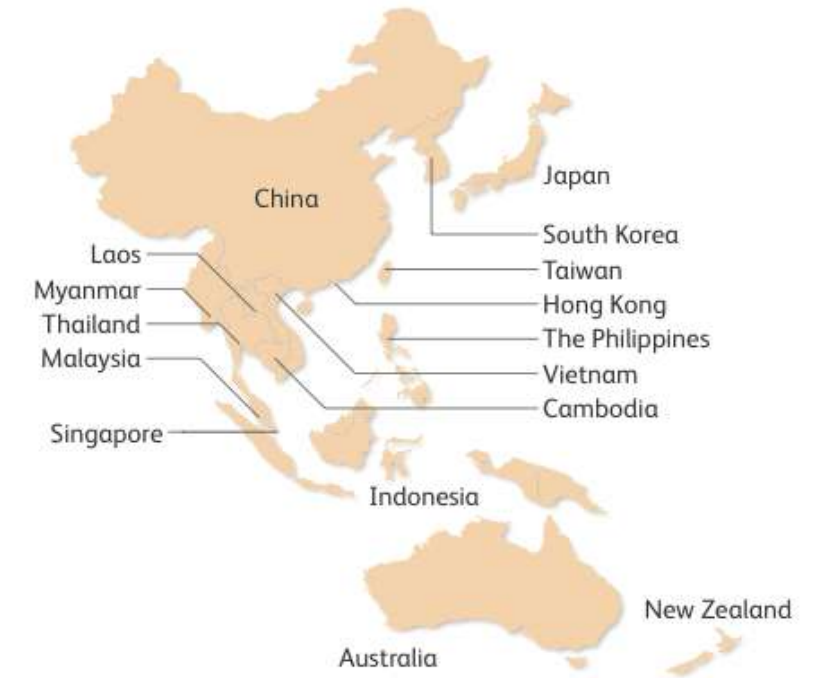 Japan
China
South Korea
Laos
Taiwan
Myanmar
Hong Kong
Thailand
The Philippines
Malaysia
Vietnam
Cambodia
Singapore
Indonesia
New Zealand
Australia